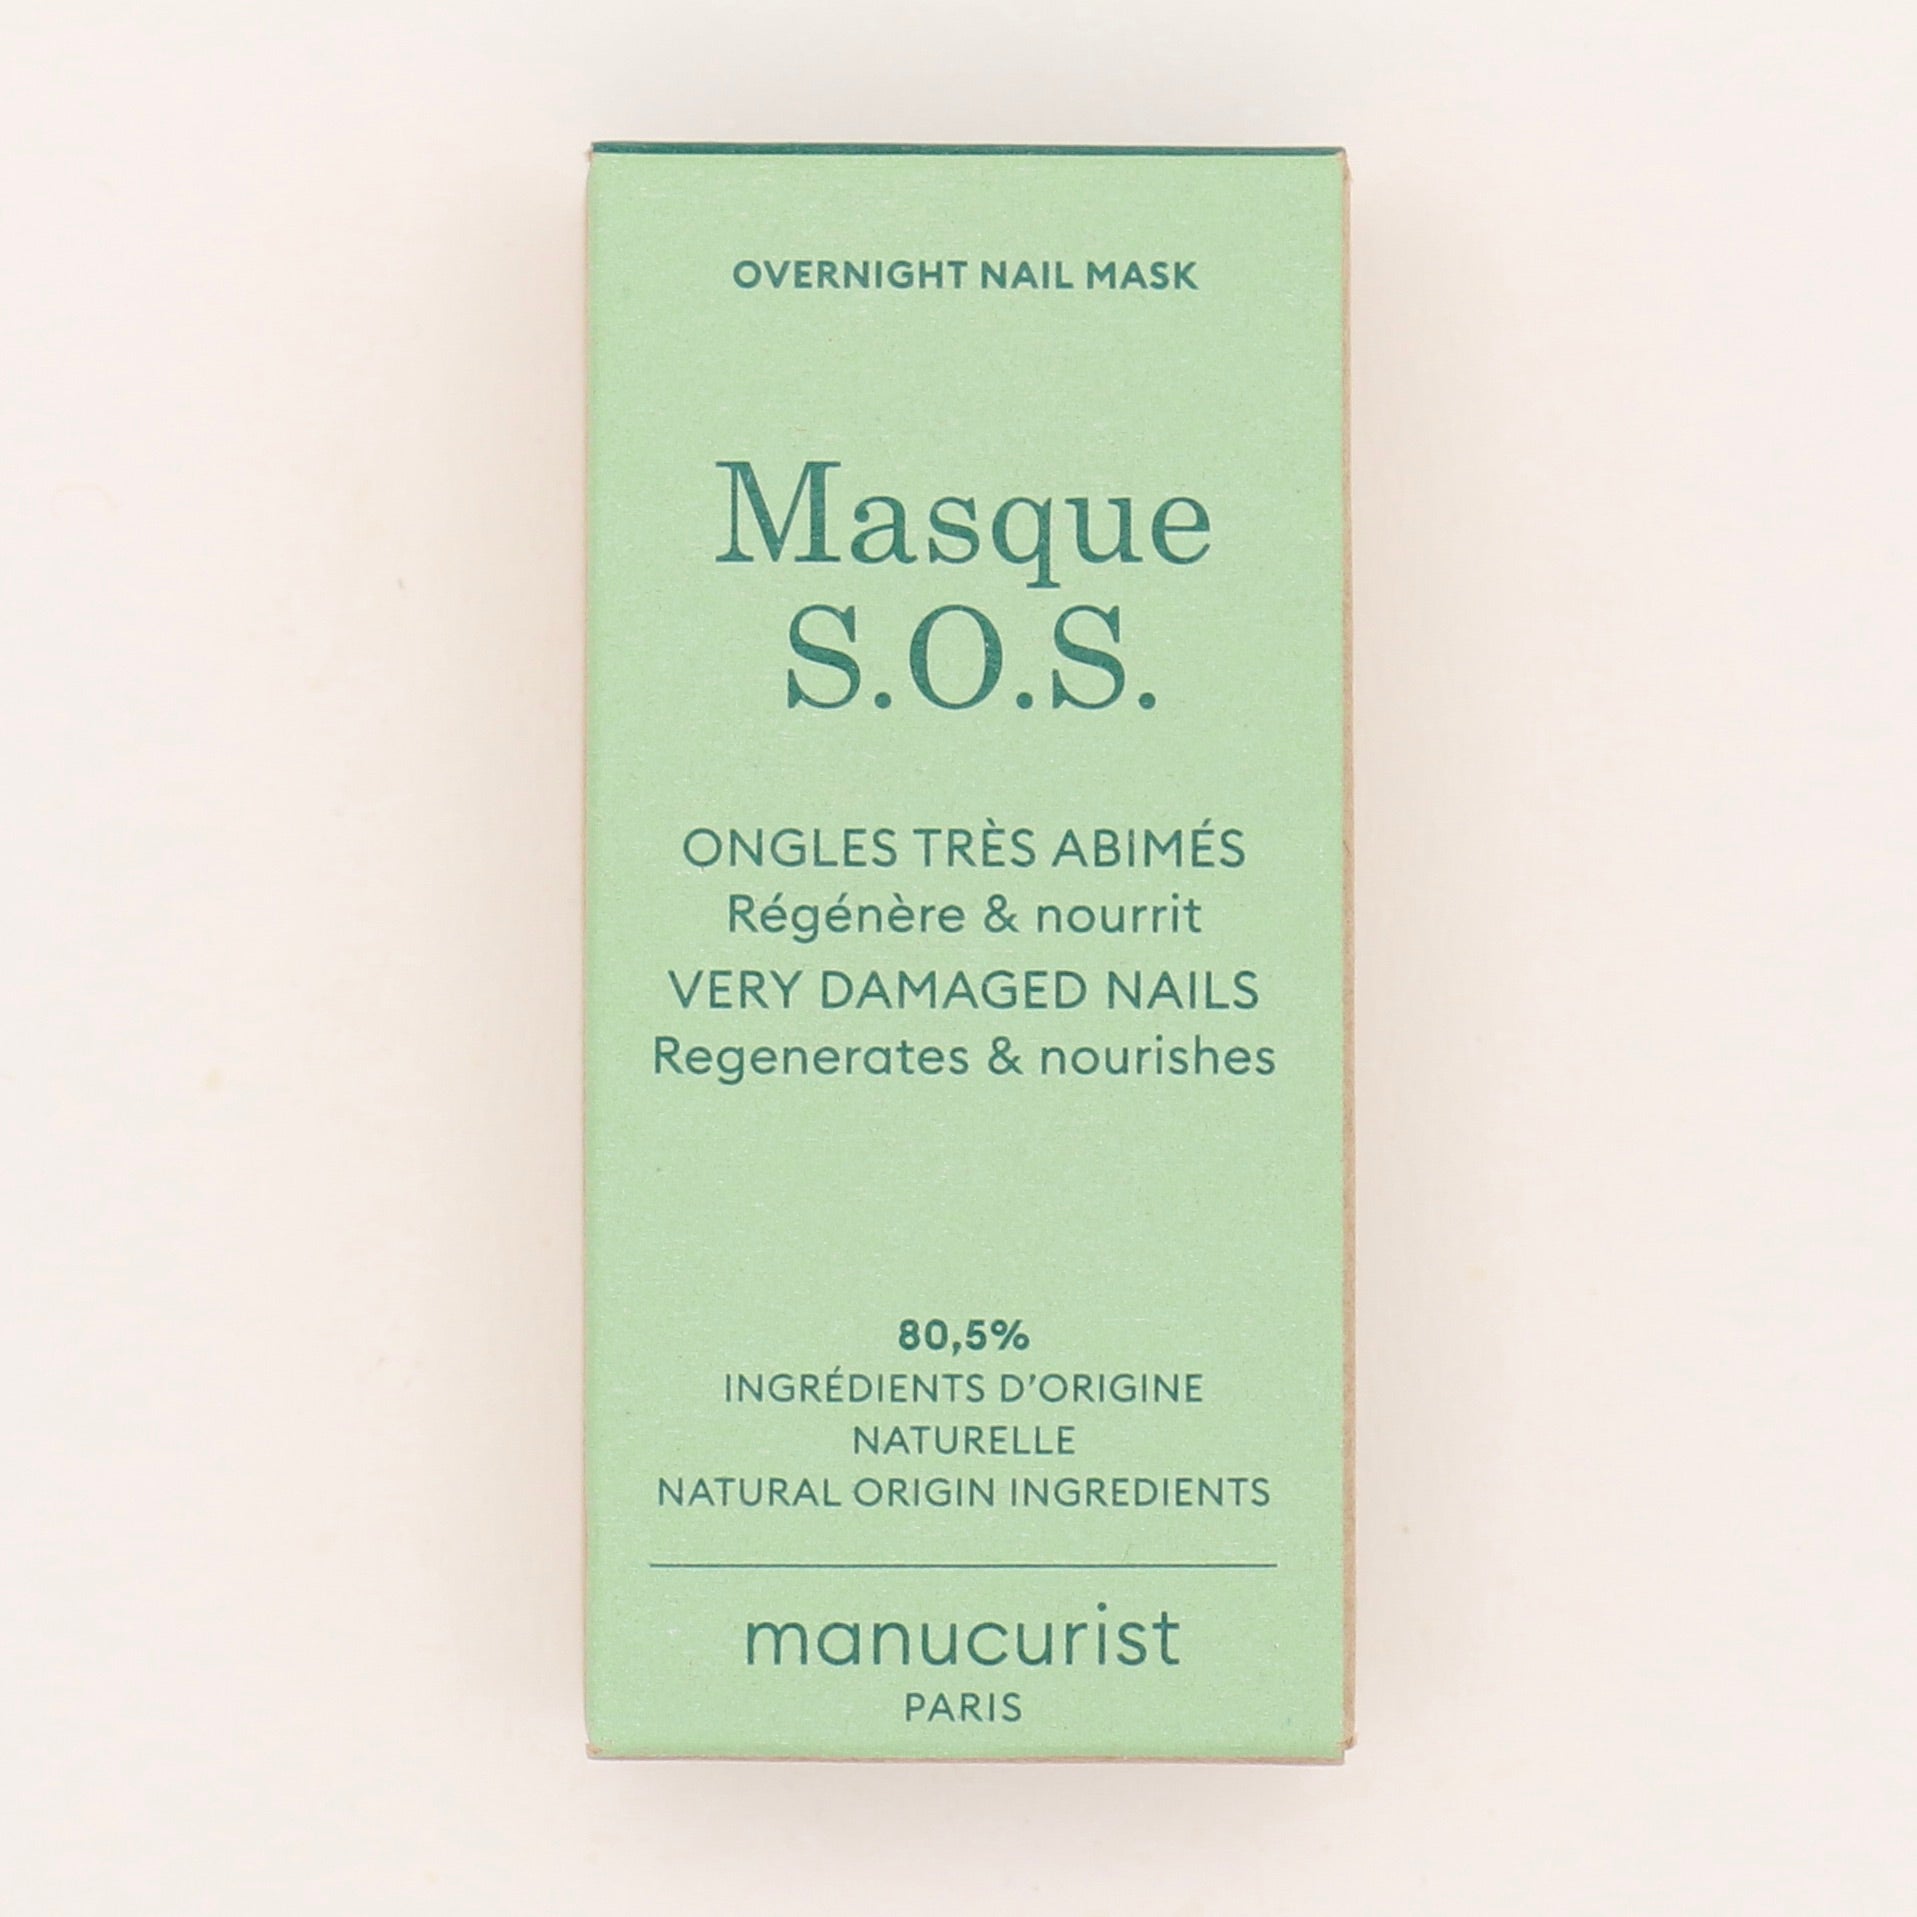 OVERNIGHT NAIL MASK
Masque
S.O.S.
ONGLES TRÈS ABIMÉS
Régénère & nourrit
VERY DAMAGED NAILS
Regenerates & nourishes
80,5%
INGRÉDIENTS D’ORIGINE
NATURELLE
NATURAL ORIGIN INGREDIENTS
manucurist
PARIS